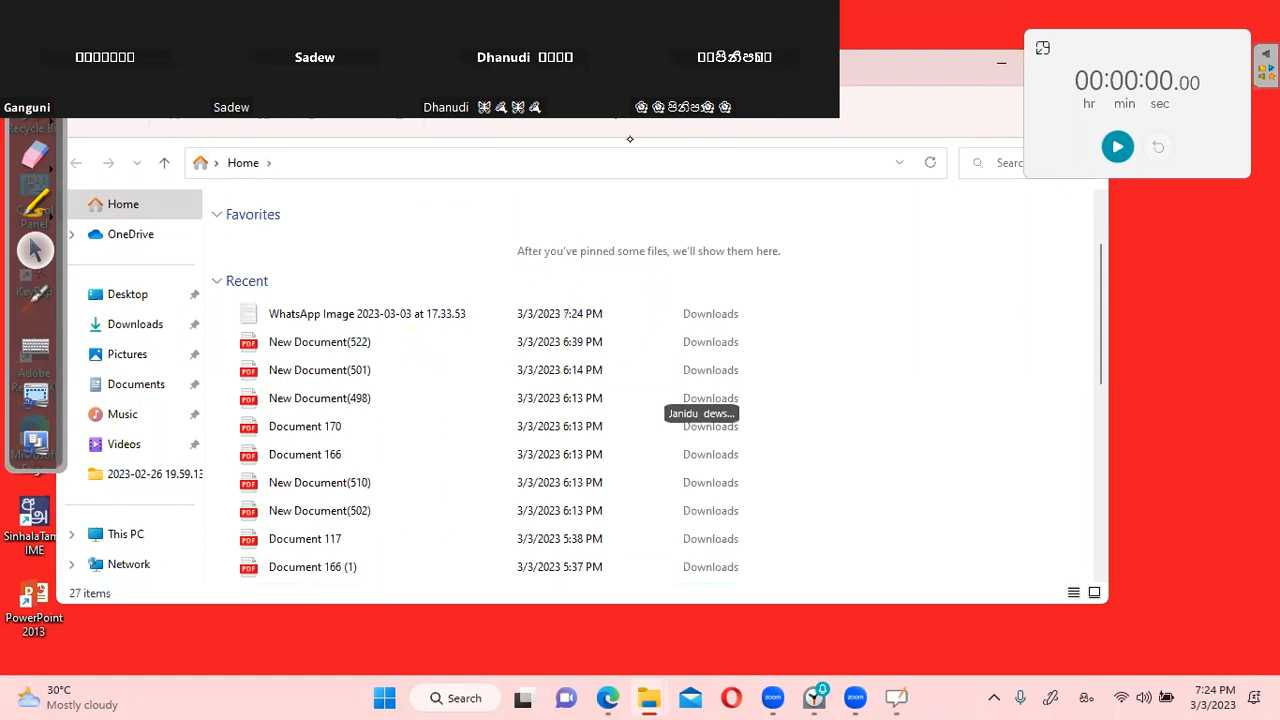 Sadew
Dhanudi
Ganguni
Sadew
Dhanudi
සිනිප
00:00:00.00
hr min sec
Recycle Bin
Home
Searc
Home
Favorites
After you've pinned some files, we'll show them here.
OneDrive
Recent
Desktop
WhatsApp Image 2023-03-03 at 17.33.53 3/3/2023 7:24 PM Downloads
Downloads
New Document(522) 3/3/2023 6:39 PM Downloads
Pictures
New Document(501) 3/3/2023 6:14 PM Downloads
Documents
New Document(498) 3/3/2023 6:13 PM Downloads
Janidu dews...
Music
Document 170 3/3/2023 6:13 PM Downloads
Videos
Document 166 3/3/2023 6:13 PM Downloads
2023-02-26 19.59.13
New Document(510) 3/3/2023 6:13 PM Downloads
New Document(502) 3/3/2023 6:13 PM Downloads
This PC
Document 117 3/3/2023 5:38 PM Downloads
Network
Document 166 (1) 3/3/2023 5:37 PM Downloads
27 items
Panel
Adobe
SinhalaTam
IME
PowerPoint
2013
30°C
Mostly cloudy
Search
zoom
zoom
7:24 PM
3/3/2023